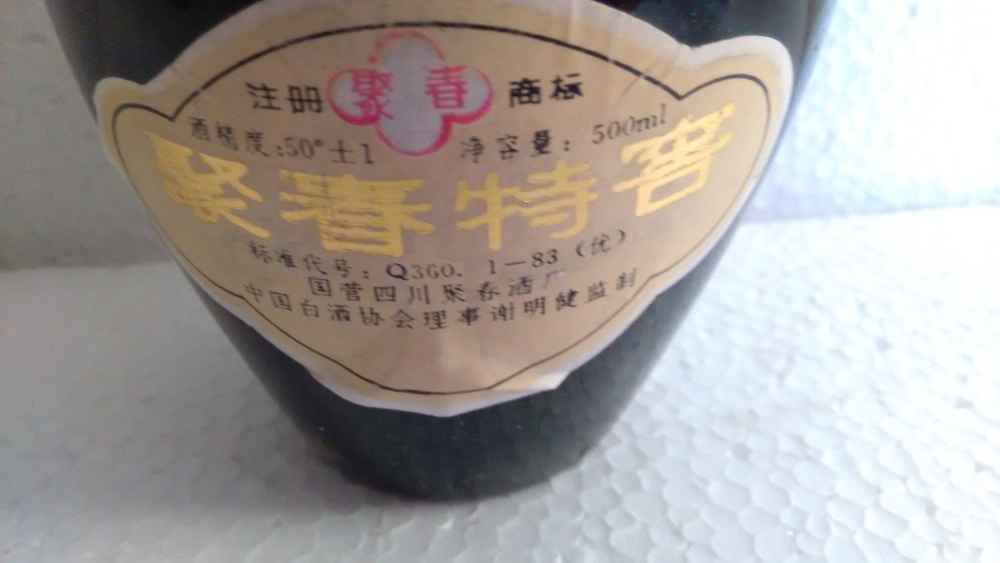 注册 聚春 商标
酒精度:50°±1 净容量: 500ml
聚春特窖
标准代号: Q360. 1-83 (优)
国营四川聚春酒厂
中国白酒协会理事谢明健监制